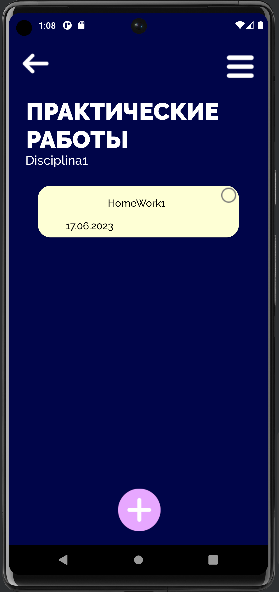 1:08
ПРАКТИЧЕСКИЕ
РАБОТЫ
Disciplina1
HomeWork1
17.06.2023